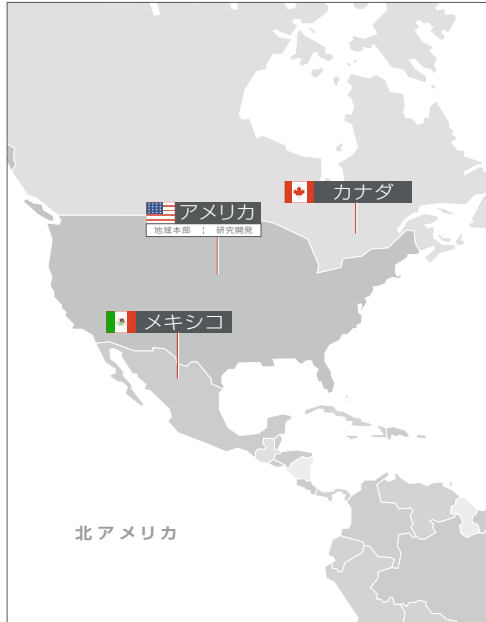 カナダ
アメリカ
地域本部 ¦ 研究開発
メキシコ
北アメリカ